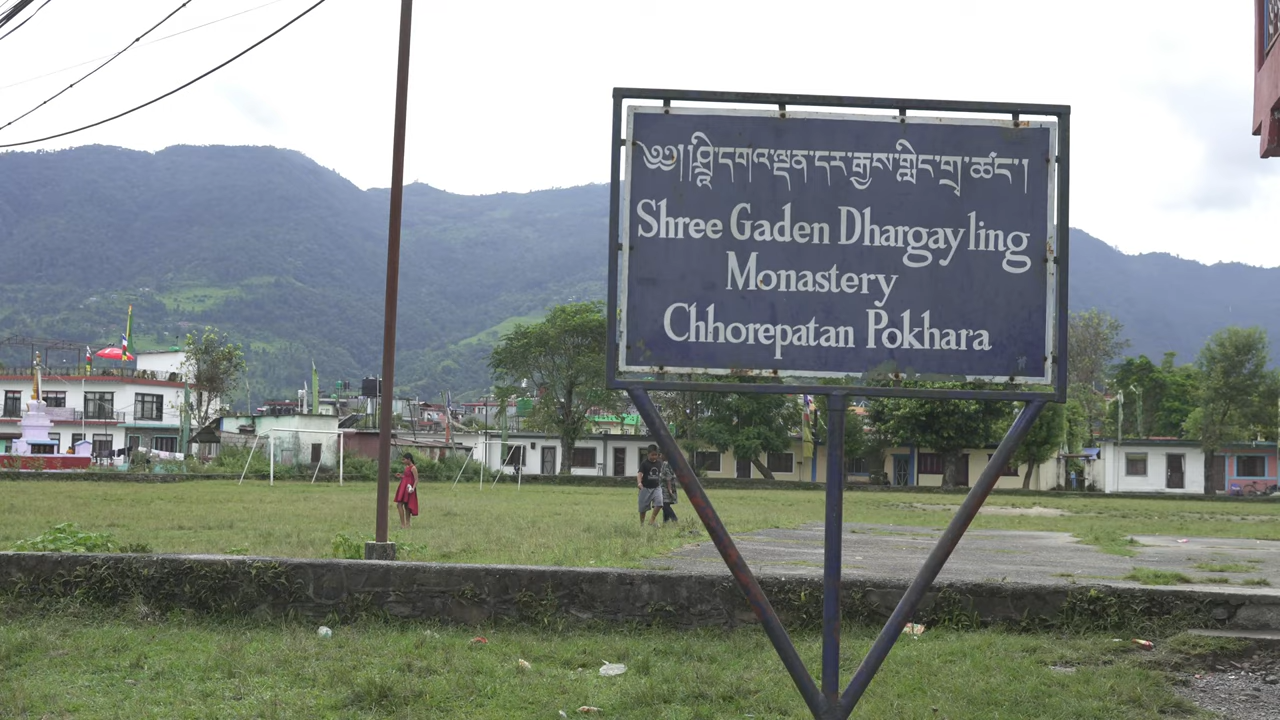 ༄༅།།ཤྲཱི་དགའ་ལྡན་དར་རྒྱས་གླིང་གྲྭ་ཚང་།
Shree Gaden Dhargayling
Monastery
Chhorepatan Pokhara